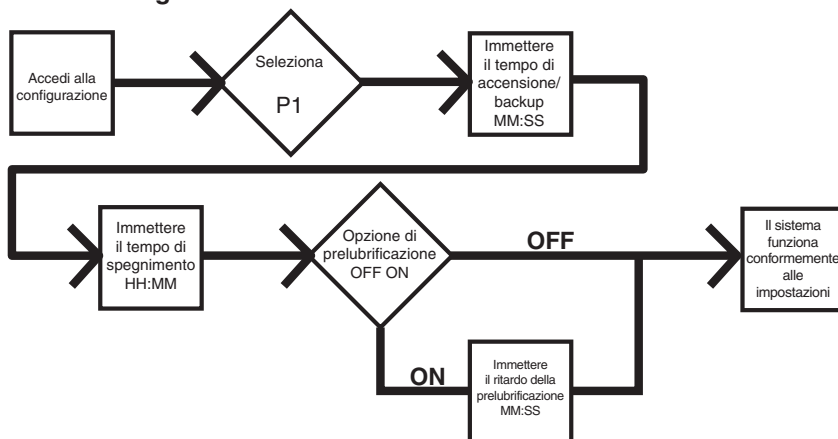 Accedi alla
configurazione
Seleziona
P1
Immettere
il tempo di
accensione/
backup
MM:SS
Immettere
il tempo di
spegnimento
HH:MM
Opzione di
prelubrificazione
OFF ON
OFF
ON
Immettere
il ritardo della
prelubrificazione
MM:SS
Il sistema
funziona
conformemente
alle
impostazioni